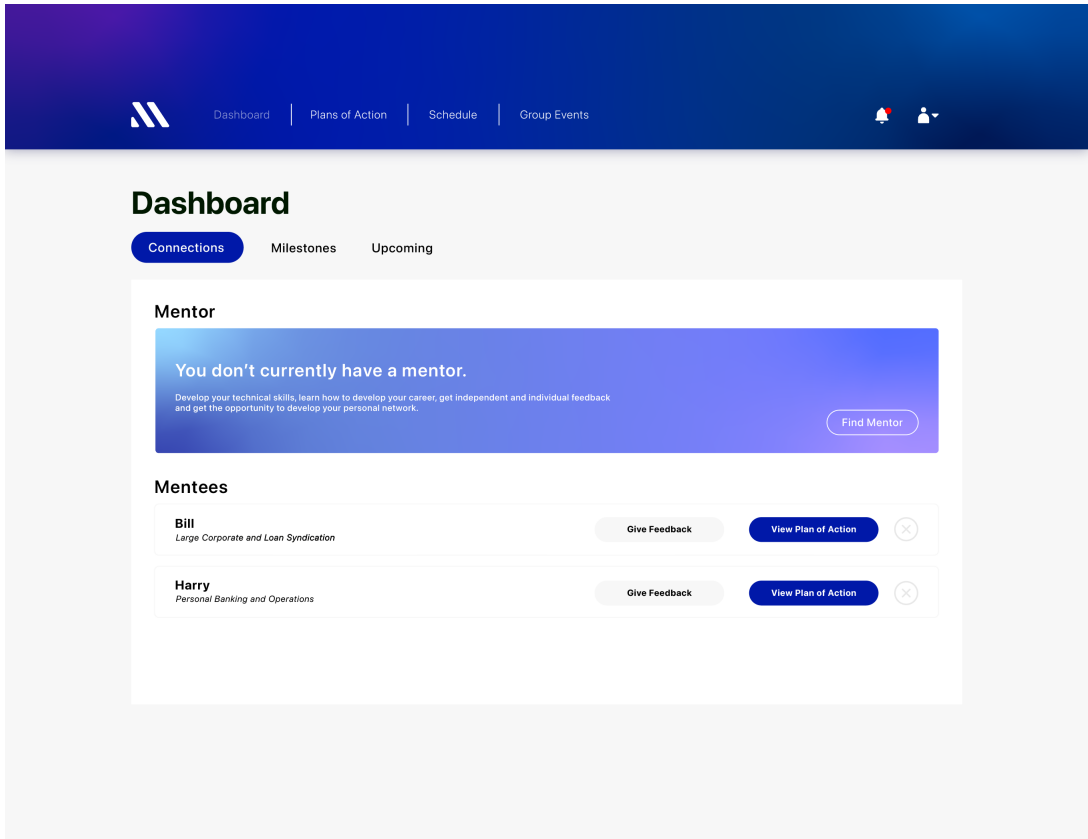 Dashboard
Plans of Action
Schedule
Group Events
Dashboard
Connections
Milestones
Upcoming
Mentor
You don’t currently have a mentor.
Develop your technical skills, learn how to develop your career, get independent and individual feedback
and get the opportunity to develop your personal network.
Find Mentor
Mentees
Bill
Large Corporate and Loan Syndication
Give Feedback
View Plan of Action
Harry
Personal Banking and Operations
Give Feedback
View Plan of Action